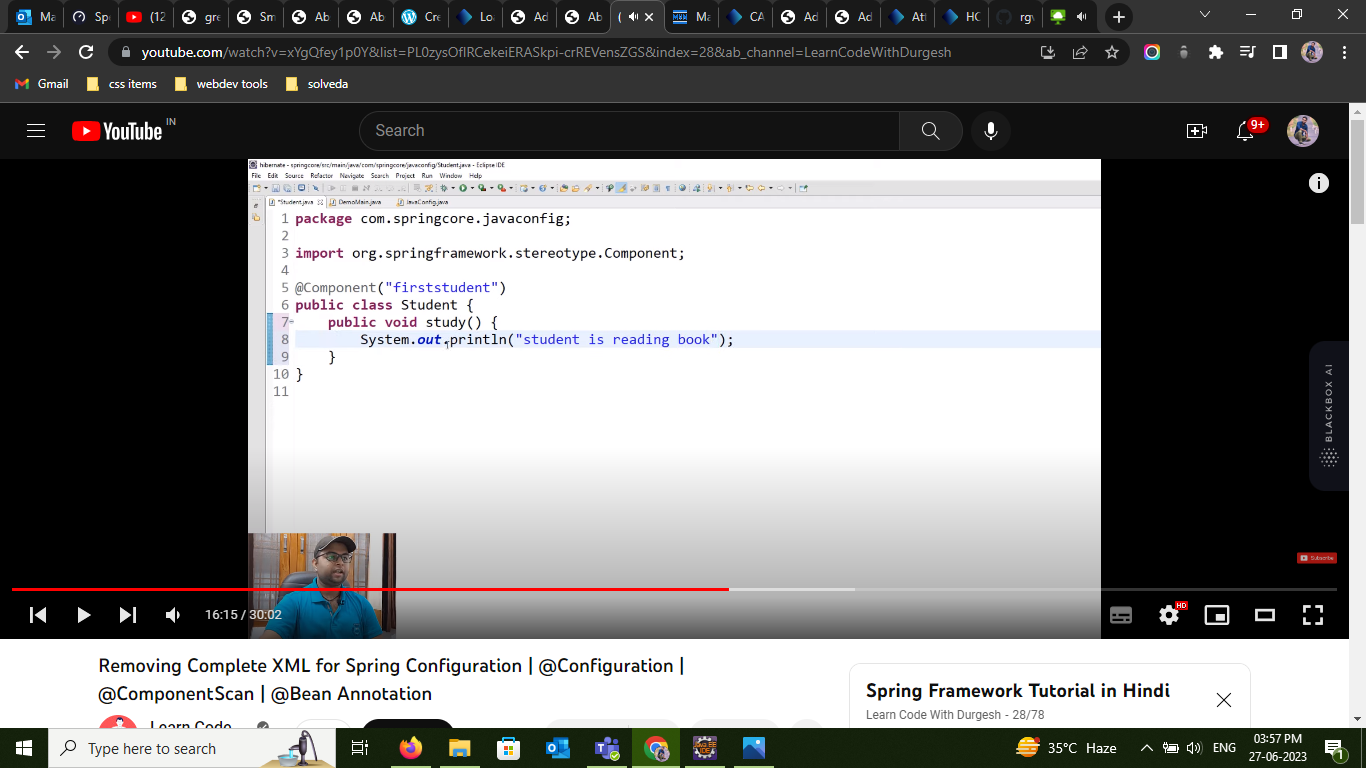 Ma
Sp
(12
gre
Sm
Ab
Ab
Cre
Lo
Ad
Ab
(
Ma
CA
Ad
Ad
Att
HC
rgv
youtube.com/watch?v=xYgQfey1p0Y&list=PL0zysOflRCekeiERASkpi-crREVensZGS&index=28&ab_channel=LearnCodeWithDurgesh
Gmail
css items
webdev tools
solveda
YouTube IN
Search
9+
hibernate - springcore/src/main/java/com/springcore/javaconfig/Student.java - Eclipse IDE
File Edit Source Refactor Navigate Search Project Run Window Help
*Student.java DemoMain.java JavaConfig.java
1 package com.springcore.javaconfig;
2
3 import org.springframework.stereotype.Component;
4
5 @Component("firststudent")
6 public class Student {
7 public void study() {
8 System.out.println("student is reading book");
9 }
10 }
11
BLACKBOX AI
Subscribe
16:15 / 30:02
HD
Removing Complete XML for Spring Configuration | @Configuration |
@ComponentScan | @Bean Annotation
Learn Code
Spring Framework Tutorial in Hindi
Learn Code With Durgesh - 28/78
Type here to search
35°C Haze
ENG
03:57 PM
27-06-2023
1